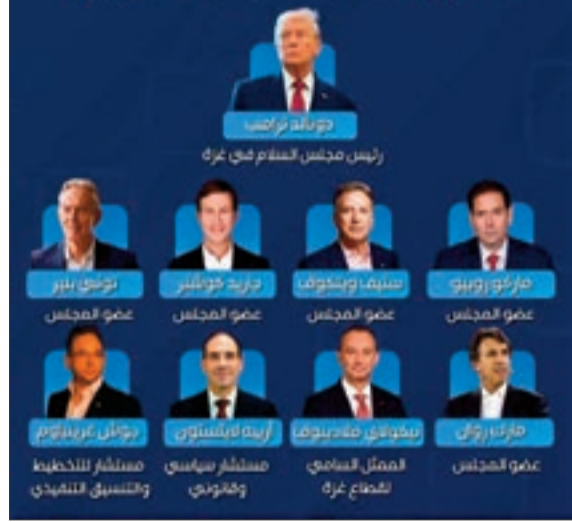 دونالد ترامب
رئيس مجلس السلام في غزة
ماركو روبيو
عضو المجلس
ستيف ويتكوف
عضو المجلس
جاريد كوشنر
عضو المجلس
توني بلير
عضو المجلس
مارك روان
عضو المجلس
نيكولاي ملادينوف
الممثل السامي
لقطاع غزة
آرييه لايتستون
مستشار سياسي
وقانوني
جوش غرينباوم
مستشار للتخطيط
والتنسيق التنفيذي